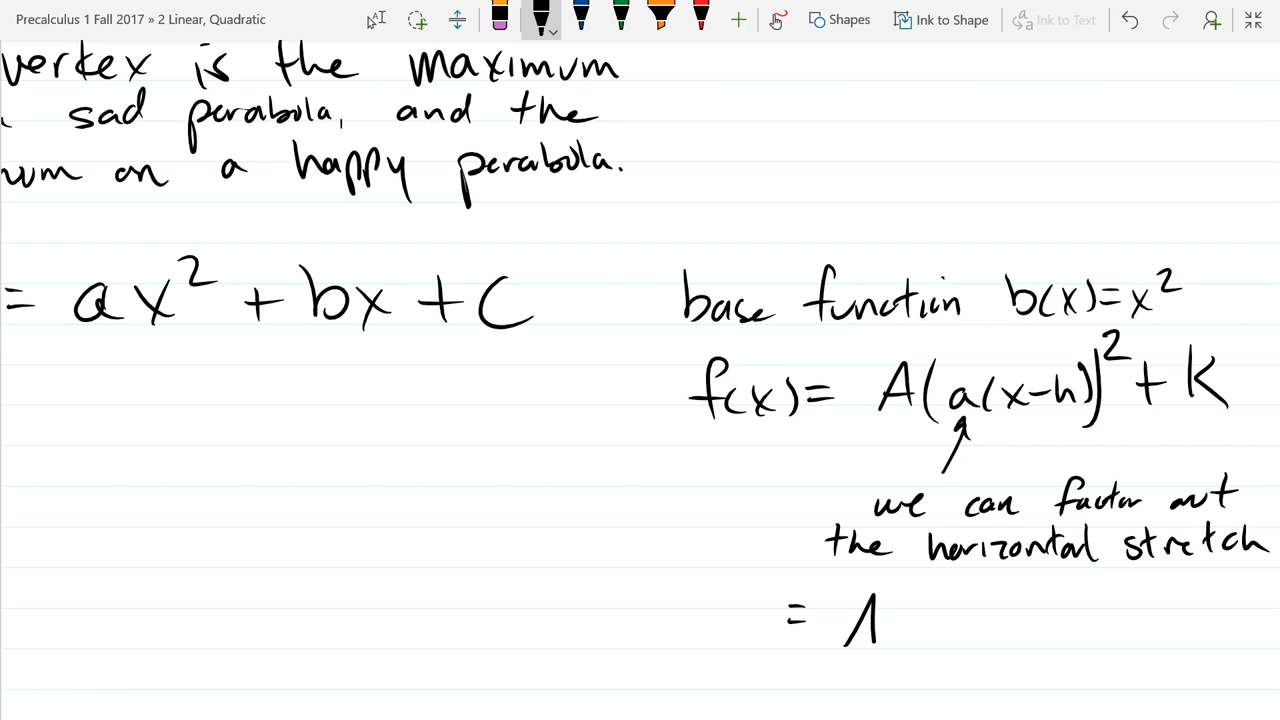 Precalculus 1 Fall 2017 » 2 Linear, Quadratic
Shapes
Ink to Shape
Ink to Text
vertex is the maximum
sad parabola, and the
on a happy parabola.
= ax² + bx + c
base function b(x)=x²
f(x)= A(a(x-h))² + K
we can factor out
the horizontal stretch
=